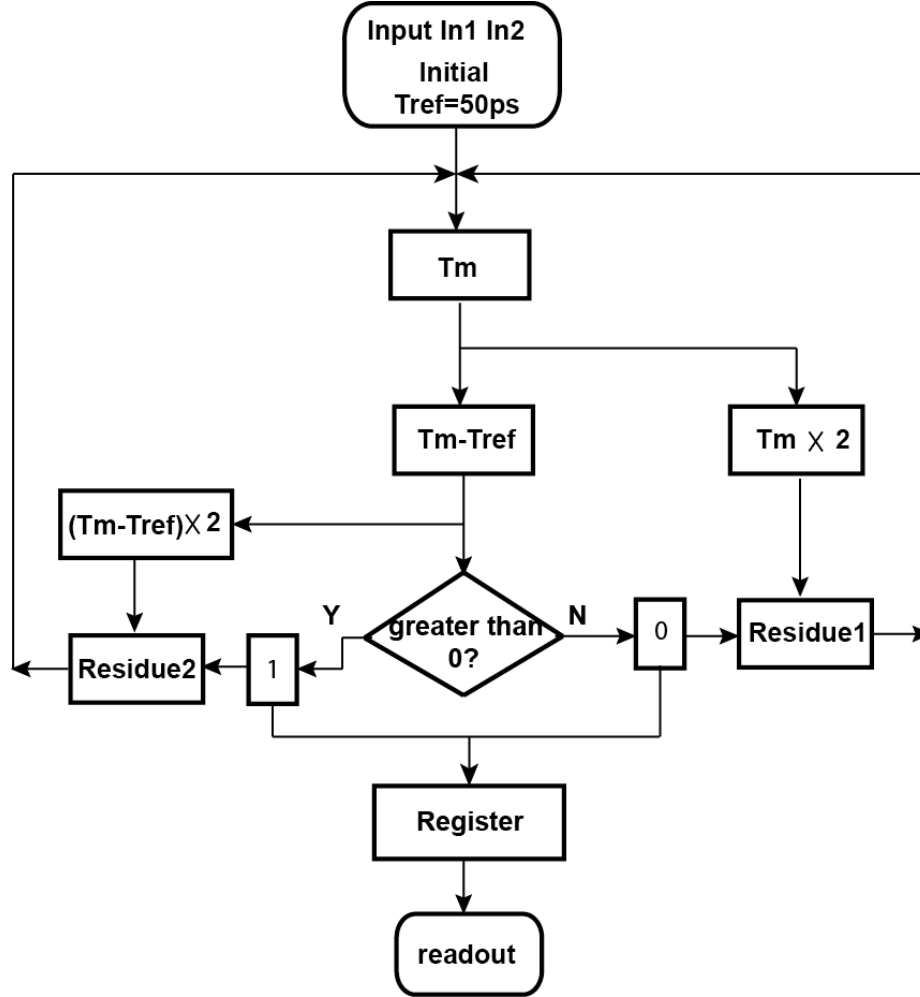 Input In1 In2
Initial
Tref=50ps
Tm
Tm-Tref
Tm × 2
(Tm-Tref)× 2
Y
greater than
0?
N
0
Residue1
1
Residue2
Register
readout